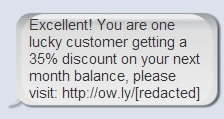 Excellent! You are one
lucky customer getting a
35% discount on your next
month balance, please
visit: http://ow.ly/[redacted]